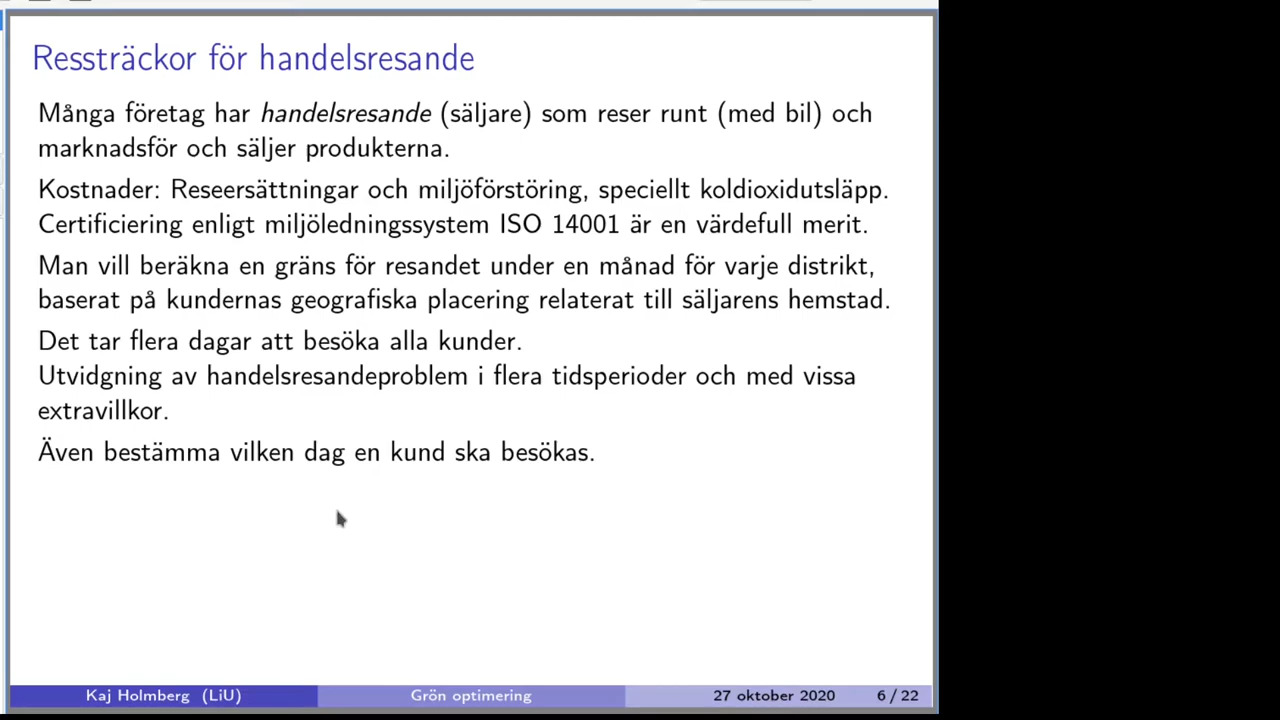 Ressträckor för handelsresande
Många företag har handelsresande (säljare) som reser runt (med bil) och
marknadsför och säljer produkterna.
Kostnader: Reseersättningar och miljöförstöring, speciellt koldioxidutsläpp.
Certificiering enligt miljöledningssystem ISO 14001 är en värdefull merit.
Man vill beräkna en gräns för resandet under en månad för varje distrikt,
baserat på kundernas geografiska placering relaterat till säljarens hemstad.
Det tar flera dagar att besöka alla kunder.
Utvidgning av handelsresandeproblem i flera tidsperioder och med vissa
extravillkor.
Även bestämma vilken dag en kund ska besökas.
Kaj Holmberg (LiU) Grön optimering 27 oktober 2020 6 / 22